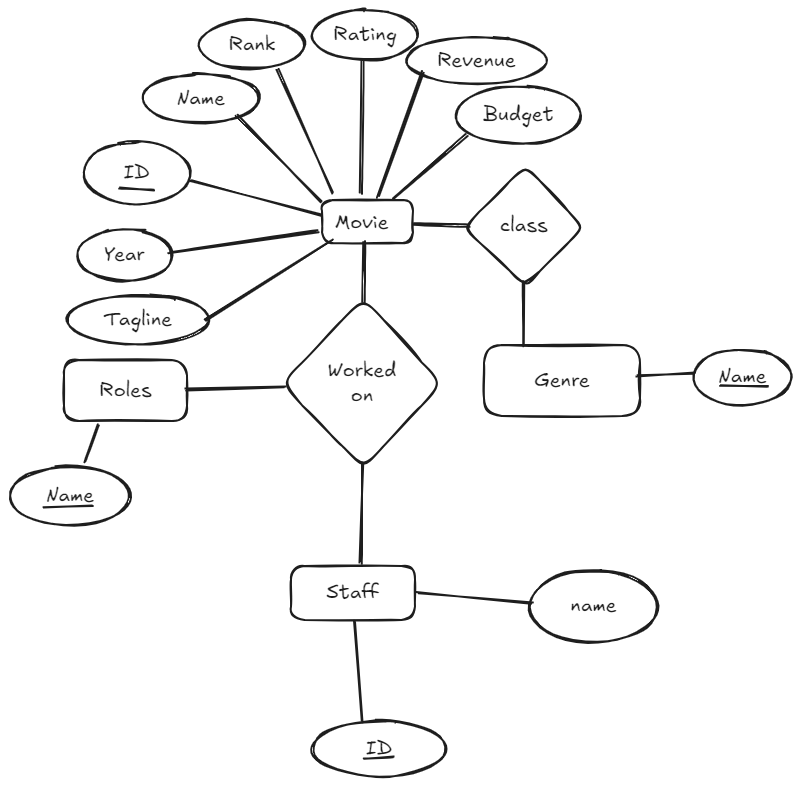 Rating
Rank
Revenue
Name
Budget
ID
Movie
class
Year
Tagline
Worked
on
Roles
Genre
Name
Name
Staff
name
ID